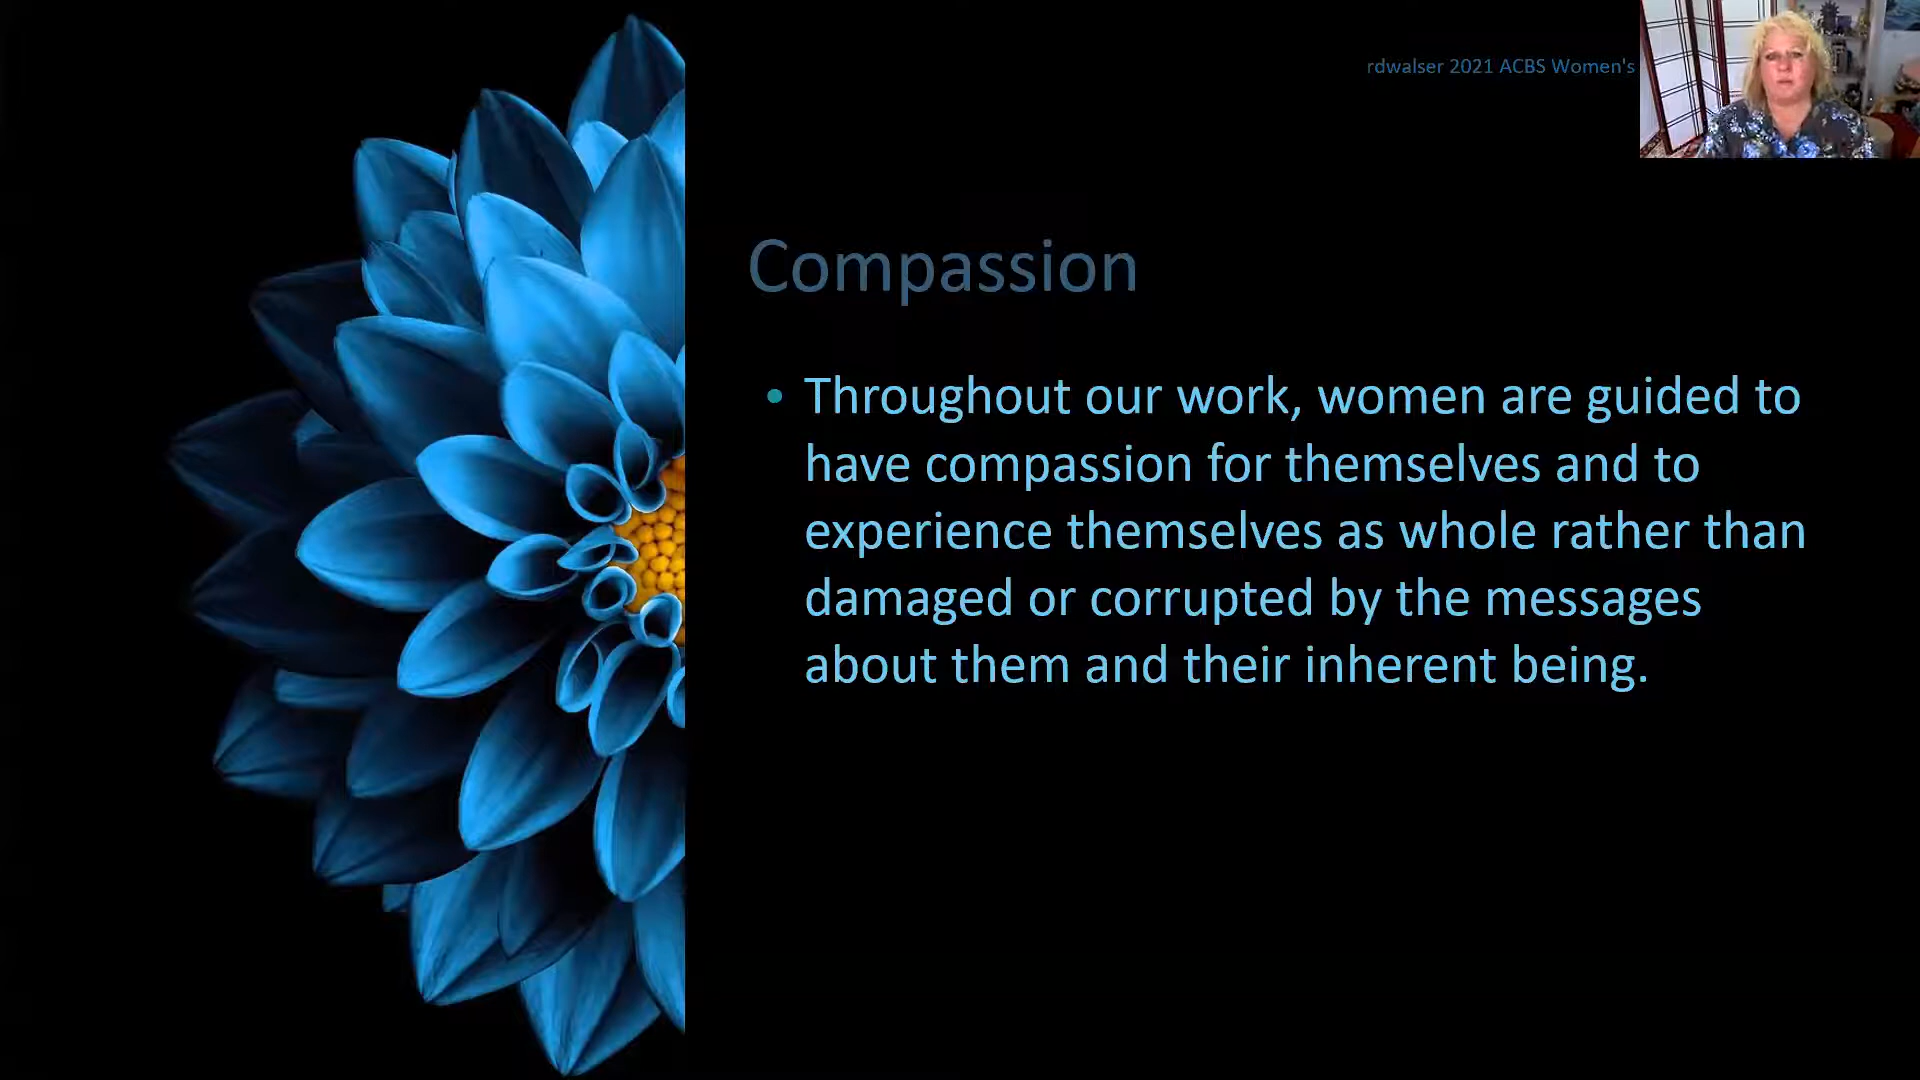 rdwalser 2021 ACBS Women's
Compassion
• Throughout our work, women are guided to
have compassion for themselves and to
experience themselves as whole rather than
damaged or corrupted by the messages
about them and their inherent being.